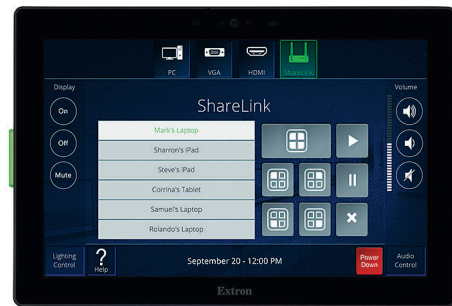 PC
VGA
HDMI
ShareLink
Display
Volume
ShareLink
On
Mark's Laptop
Sharron's iPad
Off
Steve's iPad
Mute
Corrina's Tablet
Samuel's Laptop
Rolando's Laptop
Lighting
Control
?
Help
September 20 - 12:00 PM
Power
Down
Audio
Control
Extron